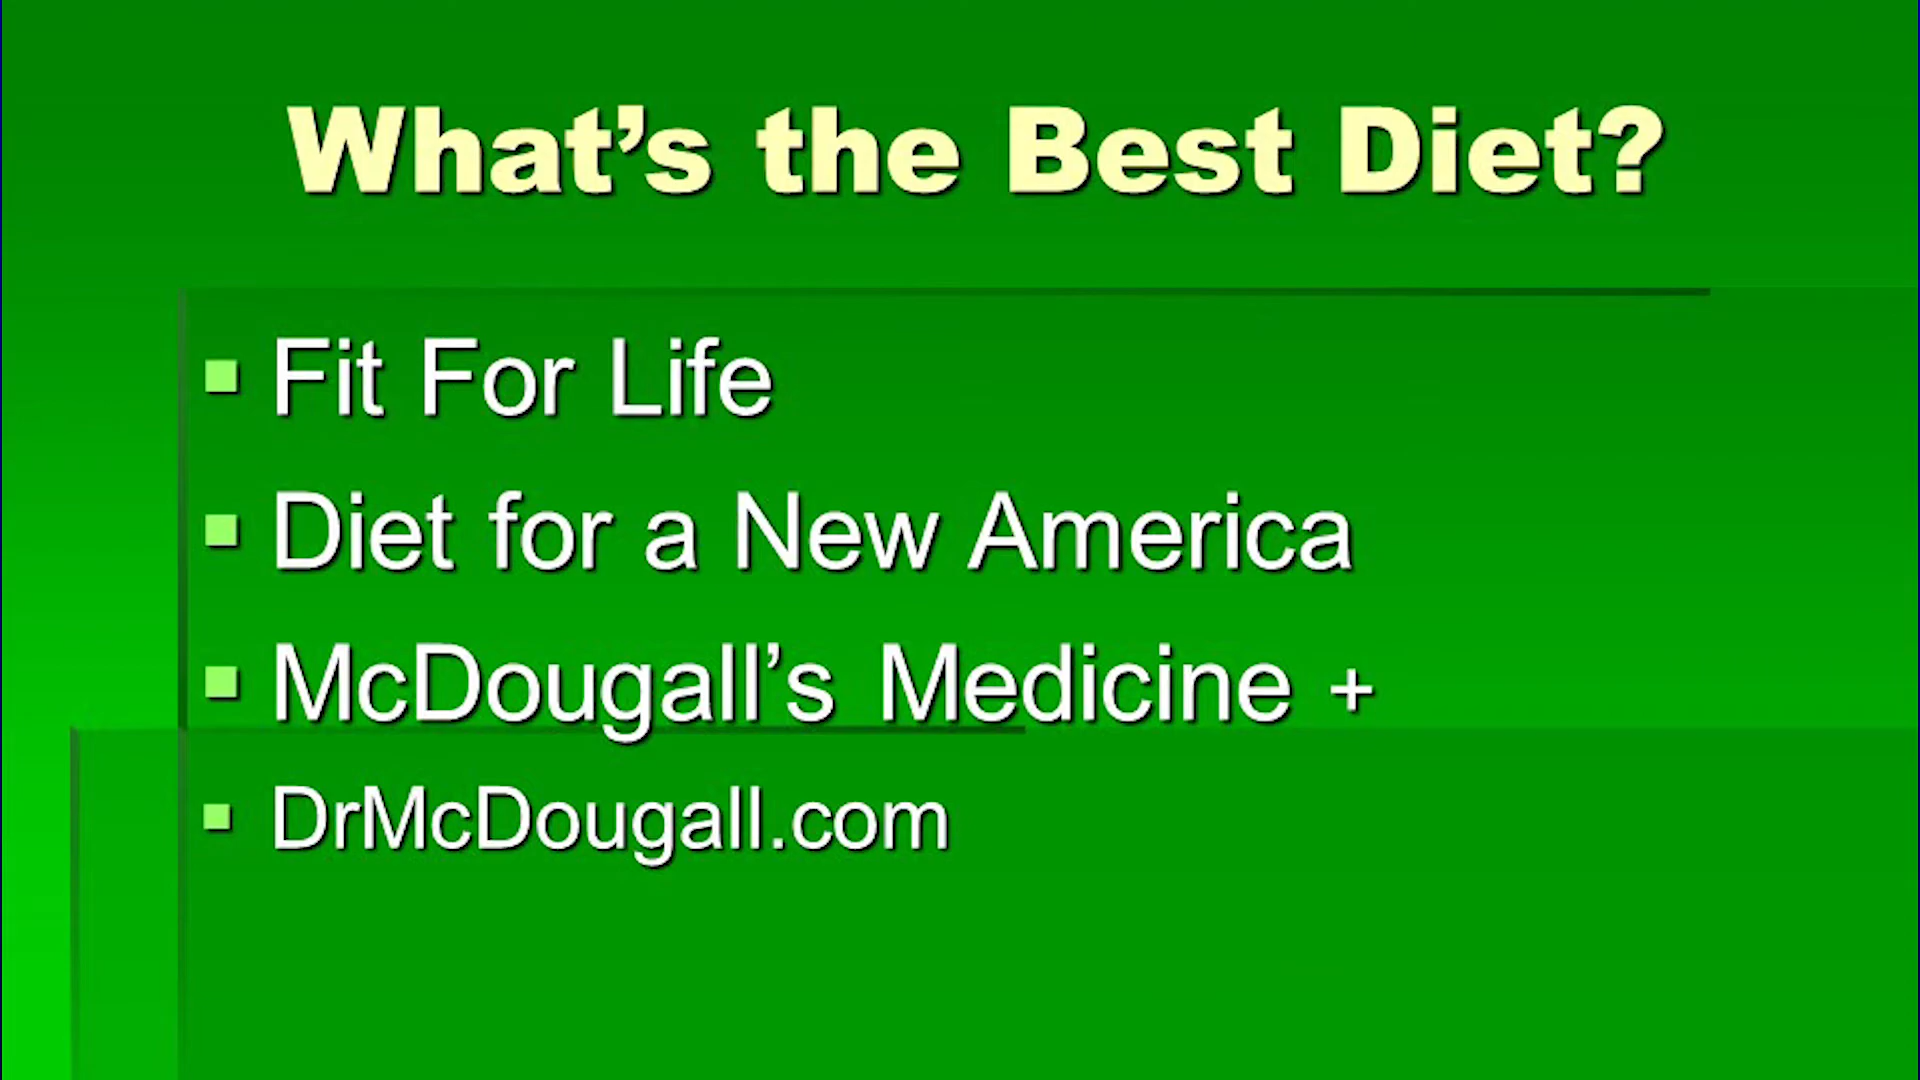 What’s the Best Diet?
Fit For Life
Diet for a New America
McDougall’s Medicine +
DrMcDougall.com